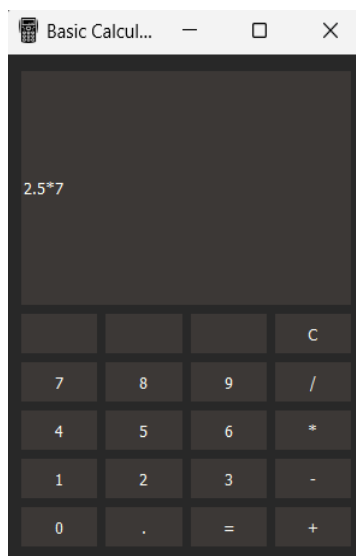 Basic Calcul...
2.5*7
C
7 8 9 /
4 5 6 *
1 2 3 -
0 . = +